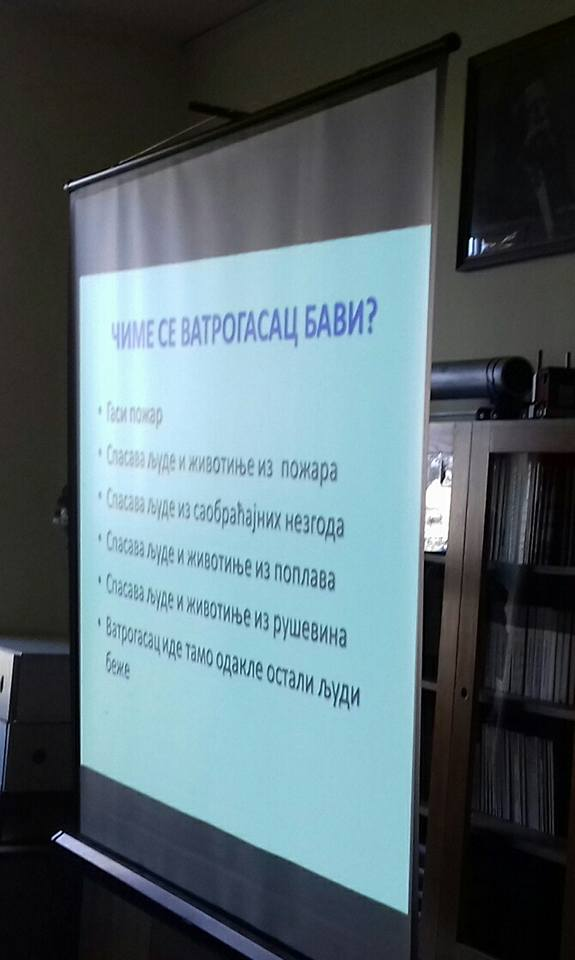 ЧИМЕ СЕ ВАТРОГАСАЦ БАВИ?
• Гаси пожар
• Спасава људе и животиње из пожара
• Спасава људе из саобраћајних незгода
• Спасава људе и животиње из поплава
• Спасава људе и животиње из рушевина
• Ватрогасац иде тамо одакле остали људи
беже